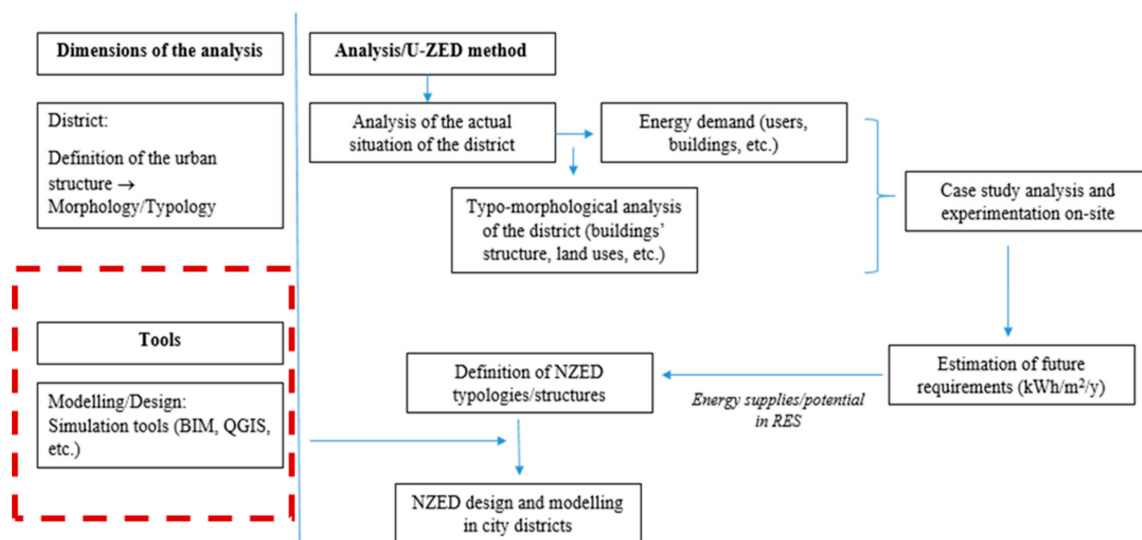 Dimensions of the analysis
District:
Definition of the urban
structure →
Morphology/Typology
Tools
Modelling/Design:
Simulation tools (BIM, QGIS,
etc.)
Analysis/U-ZED method
Analysis of the actual
situation of the district
Energy demand (users,
buildings, etc.)
Typo-morphological analysis
of the district (buildings’
structure, land uses, etc.)
Case study analysis and
experimentation on-site
Estimation of future
requirements (kWh/m²/y)
Energy supplies/potential
in RES
Definition of NZED
typologies/structures
NZED design and modelling
in city districts